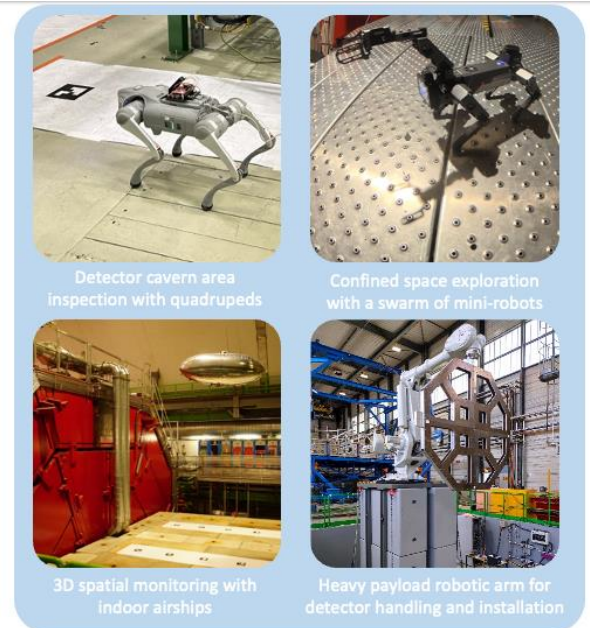 Detector cavern area
inspection with quadrupeds
Confined space exploration
with a swarm of mini-robots
3D spatial monitoring with
indoor airships
Heavy payload robotic arm for
detector handling and installation